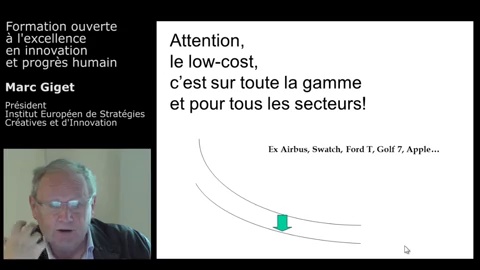 Formation ouverte
à l'excellence
en innovation
et progrès humain
Marc Giget
Président
Institut Européen de Stratégies
Créatives et d'Innovation
Attention,
le low-cost,
c’est sur toute la gamme
et pour tous les secteurs!
Ex Airbus, Swatch, Ford T, Golf 7, Apple…